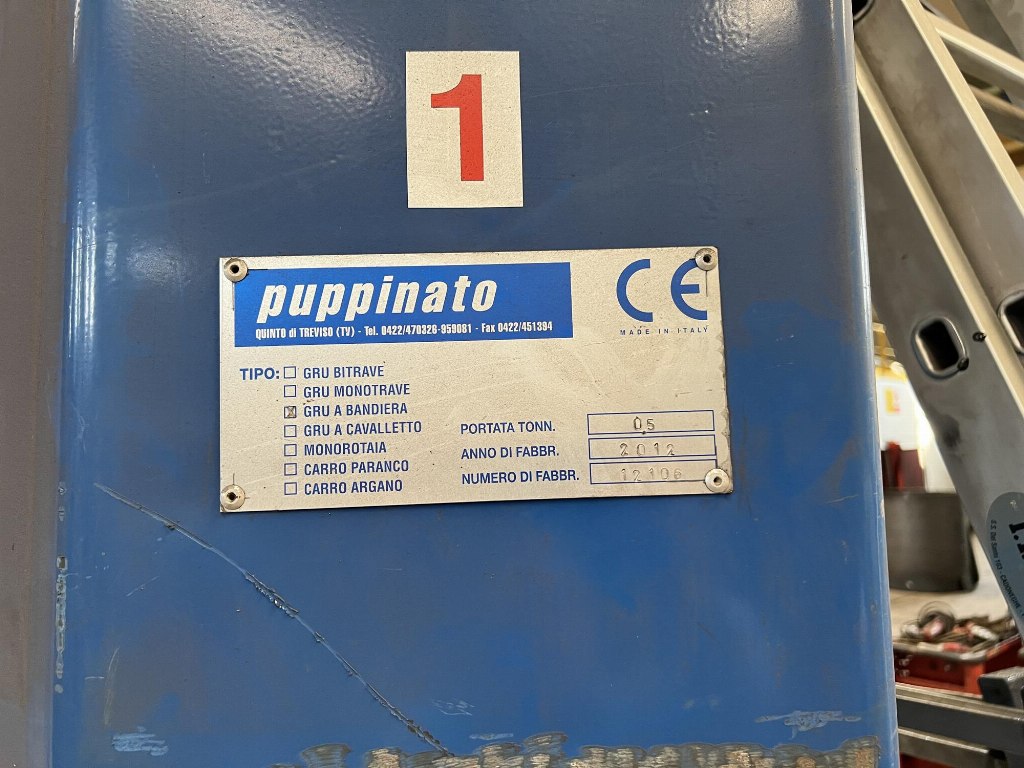 1
puppinato
QUINTO di TREVISO (TV) - Tel. 0422/470326-959081 - Fax 0422/451394
CE
MADE IN ITALY
TIPO: GRU BITRAVE
GRU MONOTRAVE
GRU A BANDIERA
GRU A CAVALLETTO
MONOROTAIA
CARRO PARANCO
CARRO ARGANO
PORTATA TONN. 0,5
ANNO DI FABBR. 2012
NUMERO DI FABBR. 12106